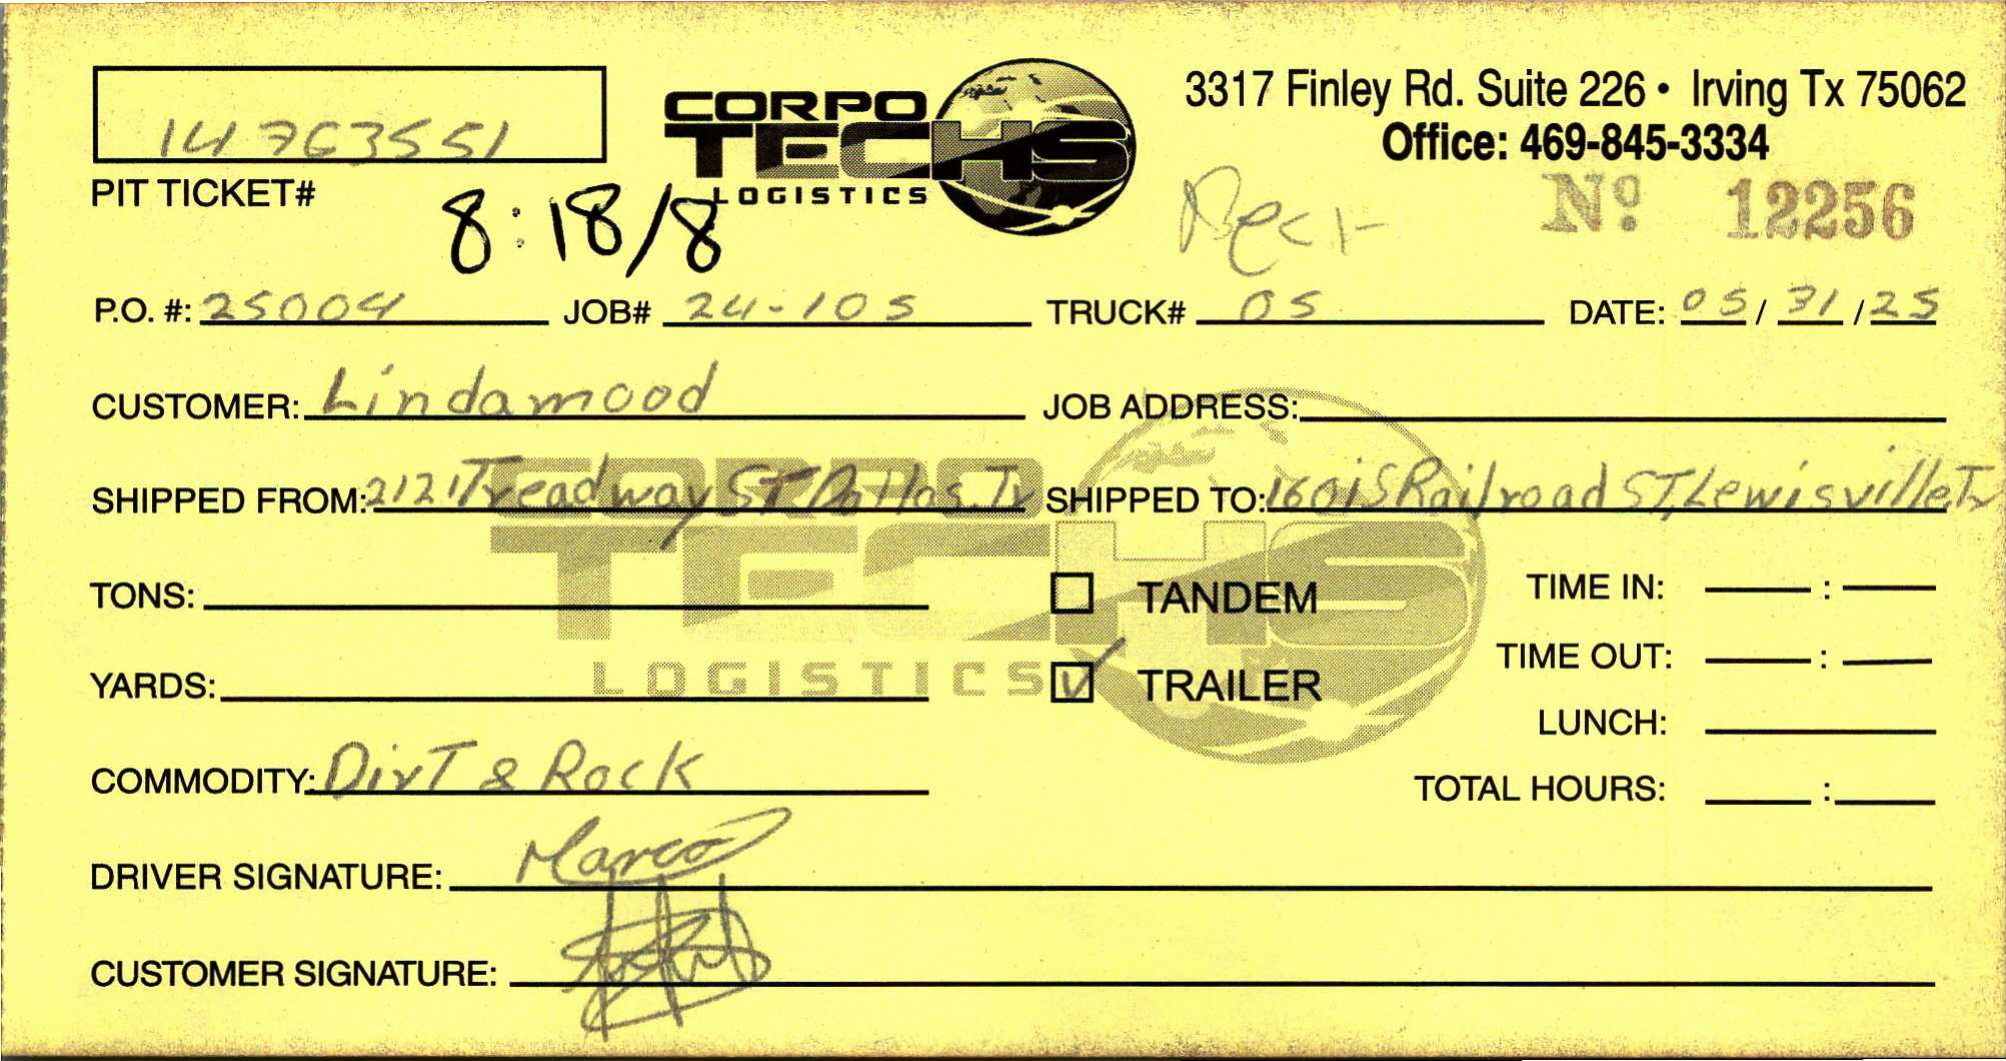 14763551
PIT TICKET#
8:18/8
CORPO
TECHS
LOGISTICS
3317 Finley Rd. Suite 226 • Irving Tx 75062
Office: 469-845-3334
Nº 12256
P.O. #: 25004 JOB# 24-105 TRUCK# 05 DATE: 05/31/25
CUSTOMER: Lindamood JOB ADDRESS:
SHIPPED FROM: 2121 Treadway ST Dallas, Tx SHIPPED TO: 1601 S Railroad ST, Lewisville Tx
CORPO
TECHS
LOGISTICS
TONS: TANDEM TIME IN: :
TIME OUT: :
YARDS: TRAILER
LUNCH:
COMMODITY: Dirt & Rock TOTAL HOURS: :
DRIVER SIGNATURE: Marco
CUSTOMER SIGNATURE: